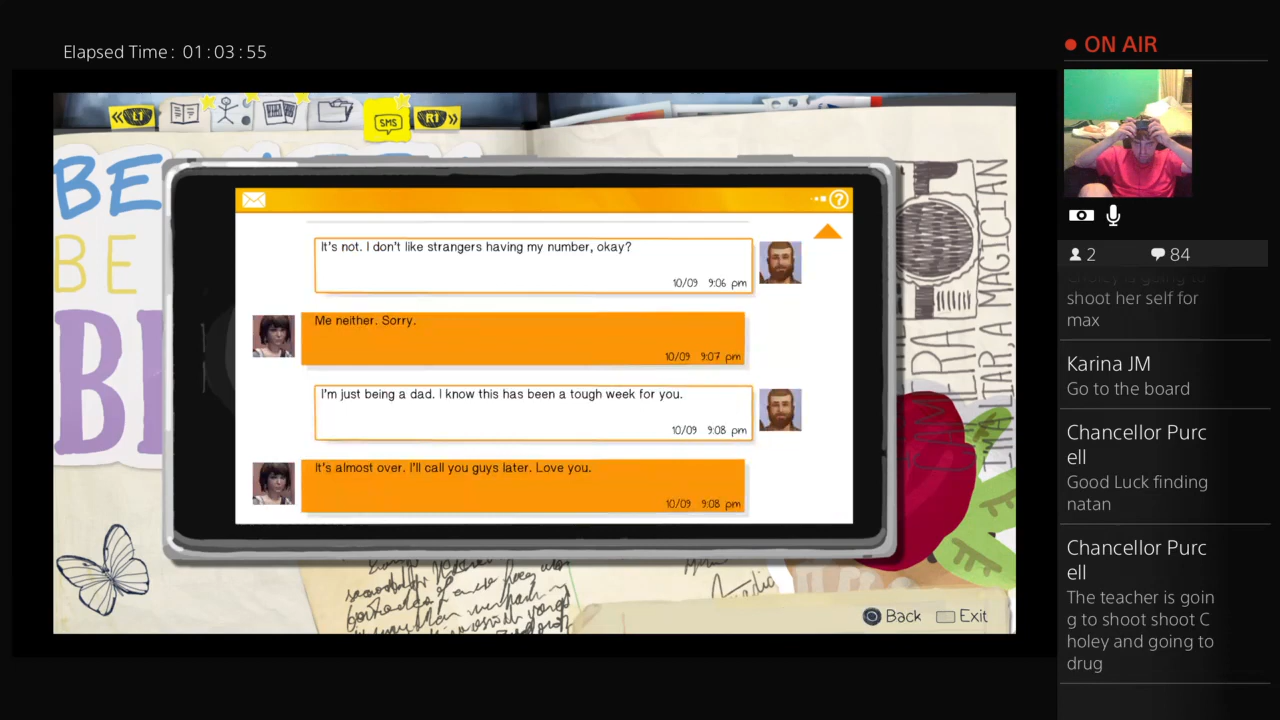 Elapsed Time: 01:03:55
ON AIR
SMS
R1
BE
BE
It's not. I don't like strangers having my number, okay?
10/09 9:06 pm
Me neither. Sorry.
10/09 9:07 pm
I'm just being a dad. I know this has been a tough week for you.
10/09 9:08 pm
It's almost over. I'll call you guys later. Love you.
10/09 9:08 pm
Back
Exit
A MAGICIAN
2
84
shoot her self for
max
Karina JM
Go to the board
Chancellor Purc
ell
Good Luck finding
natan
Chancellor Purc
ell
The teacher is goin
g to shoot shoot C
holey and going to
drug